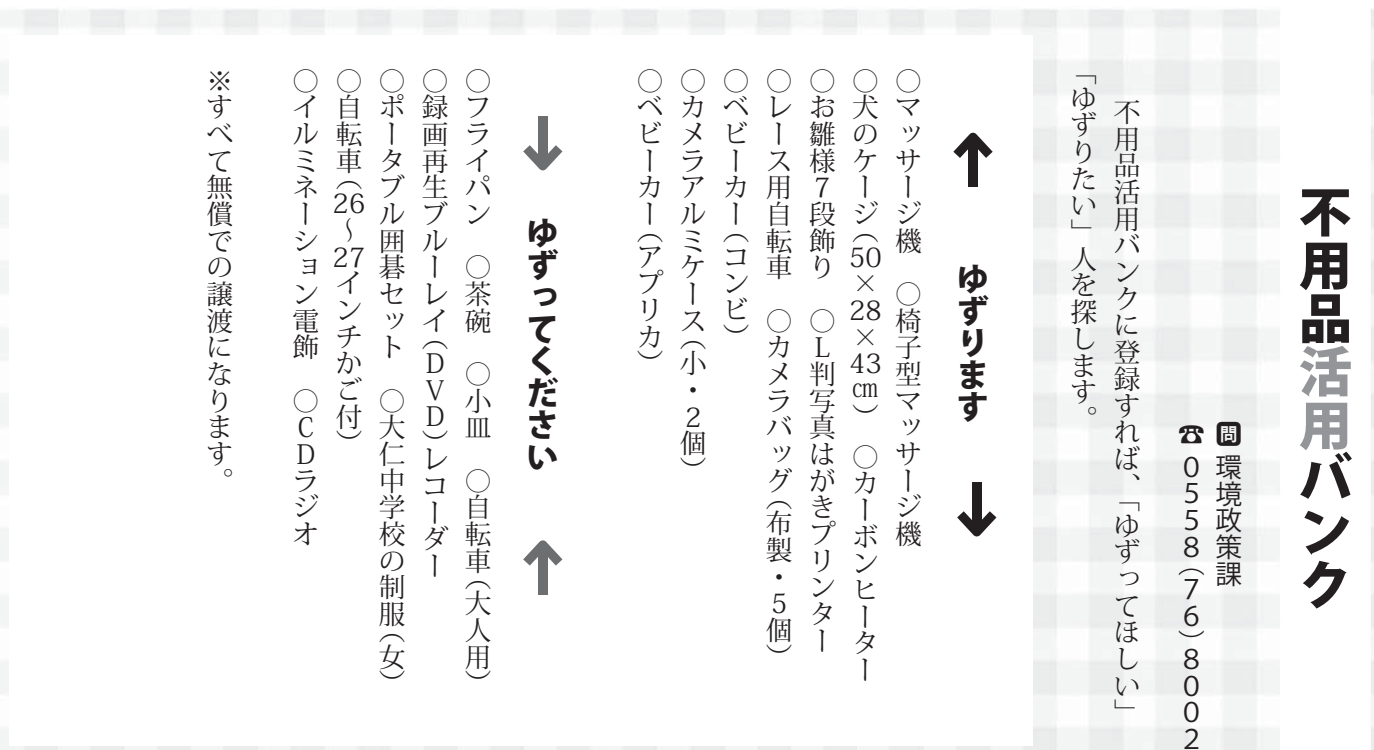 不用品活用バンク
問環境政策課
☎0558(76)8002
不用品活用バンクに登録すれば、「ゆずってほしい」
「ゆずりたい」人を探します。
↑ ゆずります ↓
○マッサージ機 ○椅子型マッサージ機
○犬のケージ(50×28×43㎝) ○カーボンヒーター
○お雛様7段飾り ○L判写真はがきプリンター
○レース用自転車 ○カメラバッグ(布製・5個)
○ベビーカー(コンビ)
○カメラアルミケース(小・2個)
○ベビーカー(アプリカ)
↓ ゆずってください ↑
○フライパン ○茶碗 ○小皿 ○自転車(大人用)
○録画再生ブルーレイ(DVD)レコーダー
○ポータブル囲碁セット ○大仁中学校の制服(女)
○自転車(26~27インチかご付)
○イルミネーション電飾 ○CDラジオ
※すべて無償での譲渡になります。